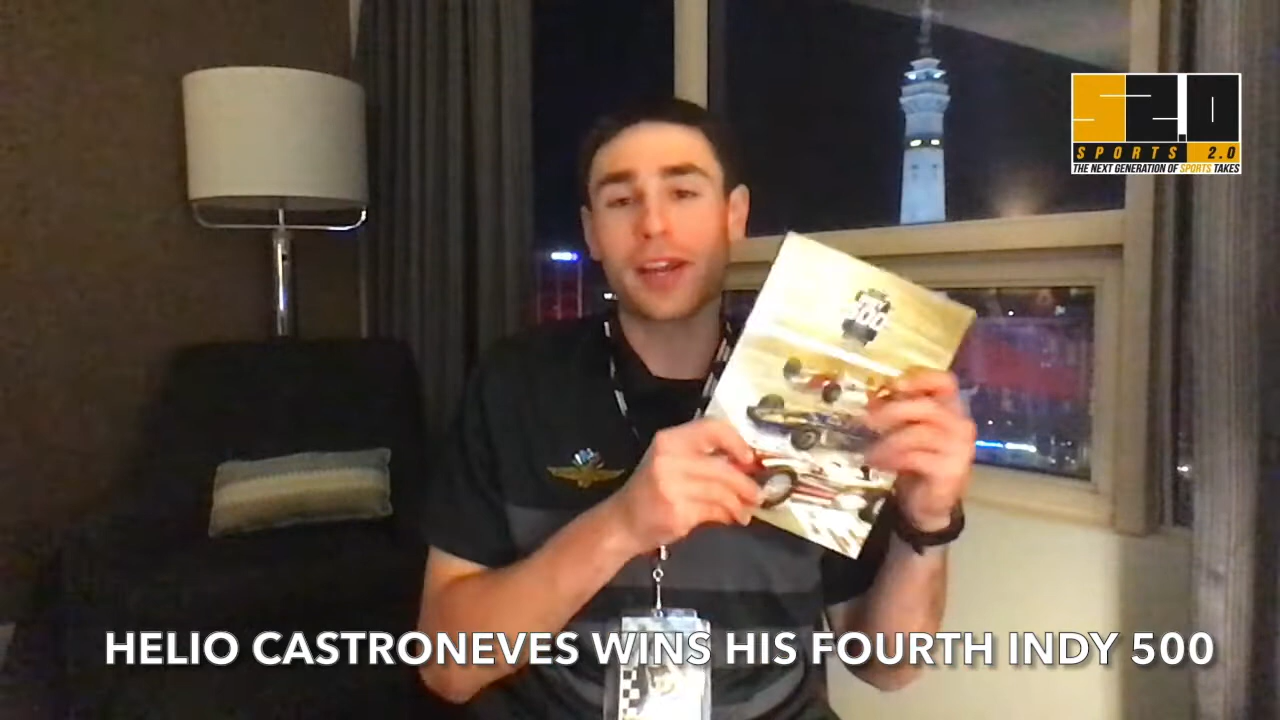 S2.0
SPORTS 2.0
THE NEXT GENERATION OF SPORTS TAKES
500
HELIO CASTRONEVES WINS HIS FOURTH INDY 500